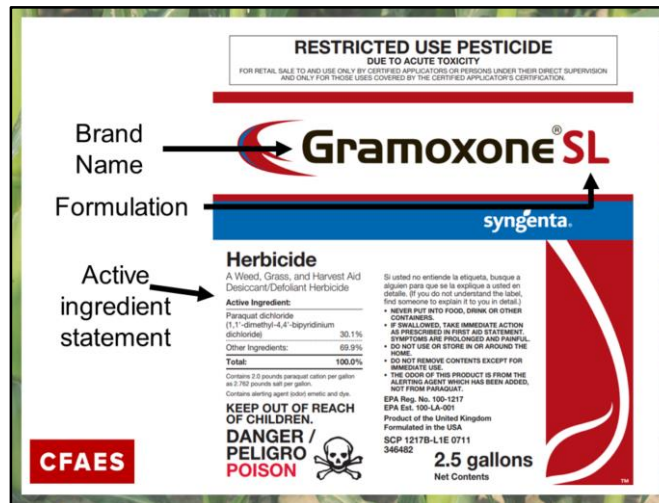 RESTRICTED USE PESTICIDE
DUE TO ACUTE TOXICITY
FOR RETAIL SALE TO AND USE ONLY BY CERTIFIED APPLICATORS OR PERSONS UNDER THEIR DIRECT SUPERVISION
AND ONLY FOR THOSE USES COVERED BY THE CERTIFIED APPLICATOR'S CERTIFICATION.
Brand
Name
Gramoxone® SL
Formulation
syngenta.
Active
ingredient
statement
Herbicide
A Weed, Grass, and Harvest Aid
Desiccant/Defoliant Herbicide
Active Ingredient:
Paraquat dichloride
(1,1'-dimethyl-4,4'-bipyridinium
dichloride) 30.1%
Other Ingredients: 69.9%
Total: 100.0%
Contains 2.0 pounds paraquat cation per gallon
as 2.762 pounds salt per gallon.
Contains alerting agent (odor) emetic and dye.
KEEP OUT OF REACH
OF CHILDREN.
DANGER /
PELIGRO
POISON
Si usted no entiende la etiqueta, busque a
alguien para que se la explique a usted en
detalle. (If you do not understand the label,
find someone to explain it to you in detail.)
• NEVER PUT INTO FOOD, DRINK OR OTHER
CONTAINERS.
• IF SWALLOWED, TAKE IMMEDIATE ACTION
AS PRESCRIBED IN FIRST AID STATEMENT.
SYMPTOMS ARE PROLONGED AND PAINFUL.
• DO NOT USE OR STORE IN OR AROUND THE
HOME.
• DO NOT REMOVE CONTENTS EXCEPT FOR
IMMEDIATE USE.
• THE ODOR OF THIS PRODUCT IS FROM THE
ALERTING AGENT WHICH HAS BEEN ADDED,
NOT FROM PARAQUAT.
EPA Reg. No. 100-1217
EPA Est. 100-LA-001
Product of the United Kingdom
Formulated in the USA
SCP 1217B-L1E 0711
346482
2.5 gallons
Net Contents
TM
CFAES